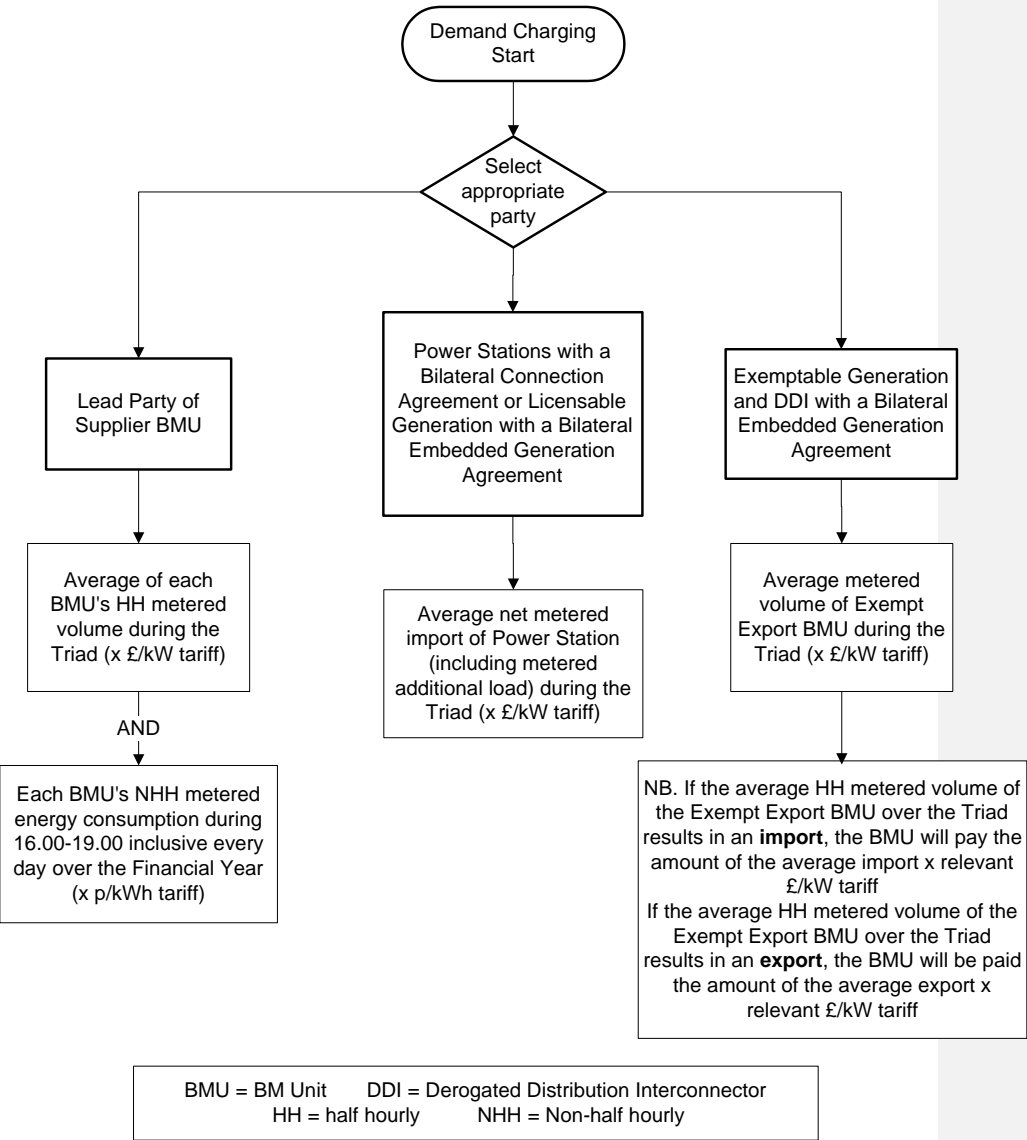 Demand Charging
Start
Select
appropriate
party
Lead Party of
Supplier BMU
Average of each
BMU's HH metered
volume during the
Triad (x £/kW tariff)
AND
Each BMU's NHH metered
energy consumption during
16.00-19.00 inclusive every
day over the Financial Year
(x p/kWh tariff)
Power Stations with a
Bilateral Connection
Agreement or Licensable
Generation with a Bilateral
Embedded Generation
Agreement
Average net metered
import of Power Station
(including metered
additional load) during the
Triad (x £/kW tariff)
Exemptable Generation
and DDI with a Bilateral
Embedded Generation
Agreement
Average metered
volume of Exempt
Export BMU during the
Triad (x £/kW tariff)
NB. If the average HH metered volume of
the Exempt Export BMU over the Triad
results in an import, the BMU will pay the
amount of the average import x relevant
£/kW tariff
If the average HH metered volume of the
Exempt Export BMU over the Triad
results in an export, the BMU will be paid
the amount of the average export x
relevant £/kW tariff
BMU = BM Unit DDI = Derogated Distribution Interconnector
HH = half hourly NHH = Non-half hourly